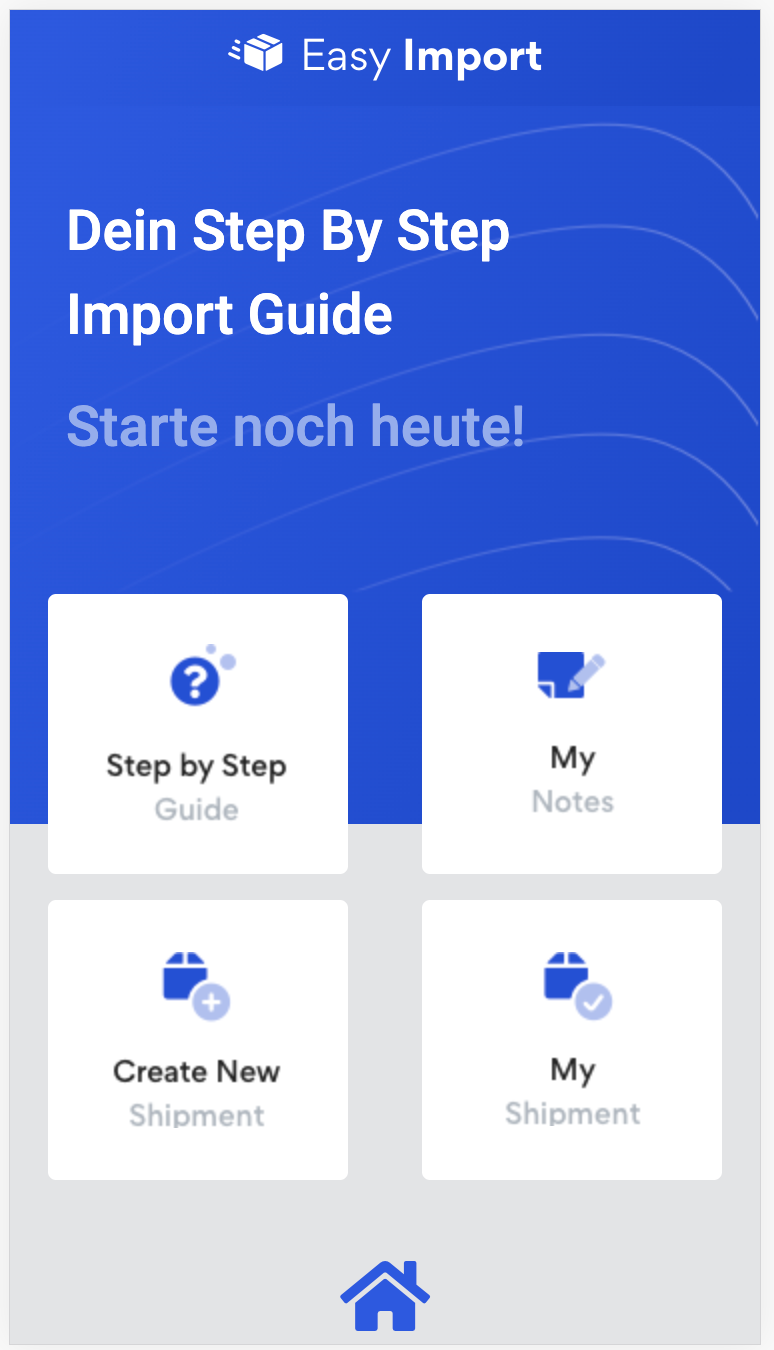 Easy Import
Dein Step By Step
Import Guide
Starte noch heute!
Step by Step
Guide
My
Notes
Create New
Shipment
My
Shipment